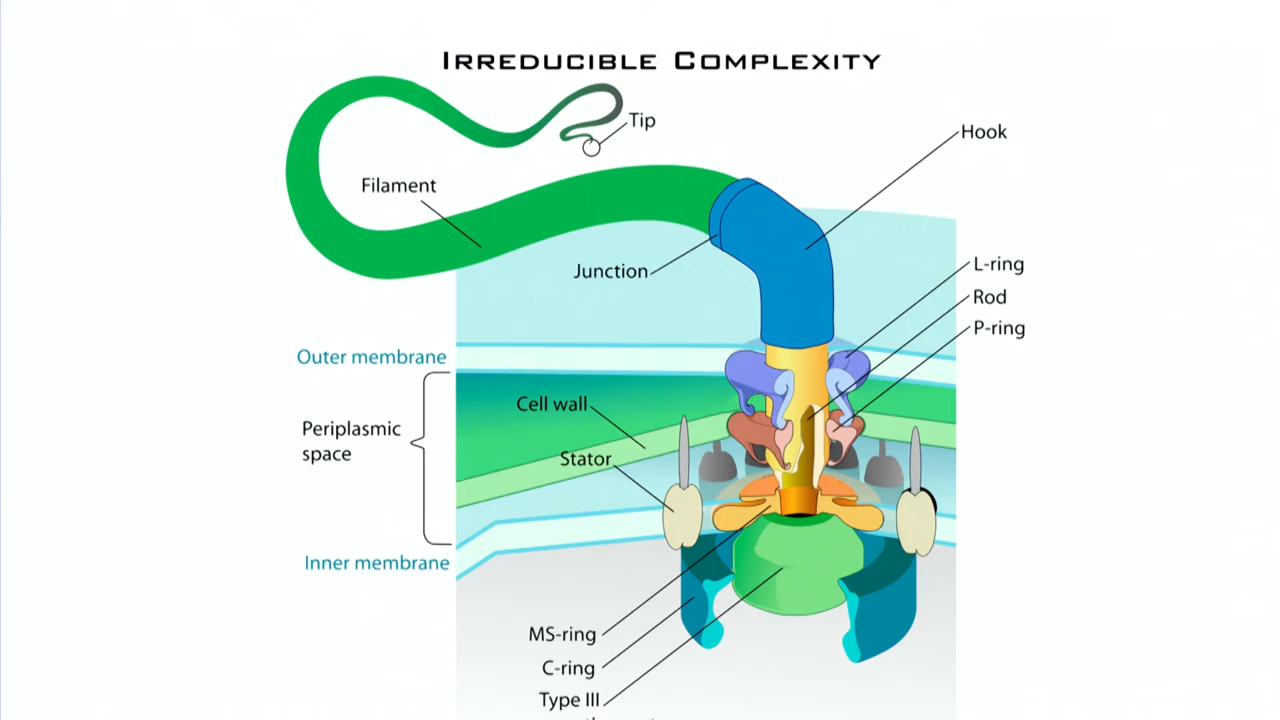 Irreducible Complexity
Tip
Hook
Filament
Junction
L-ring
Rod
P-ring
Outer membrane
Cell wall
Periplasmic
space
Stator
Inner membrane
MS-ring
C-ring
Type III